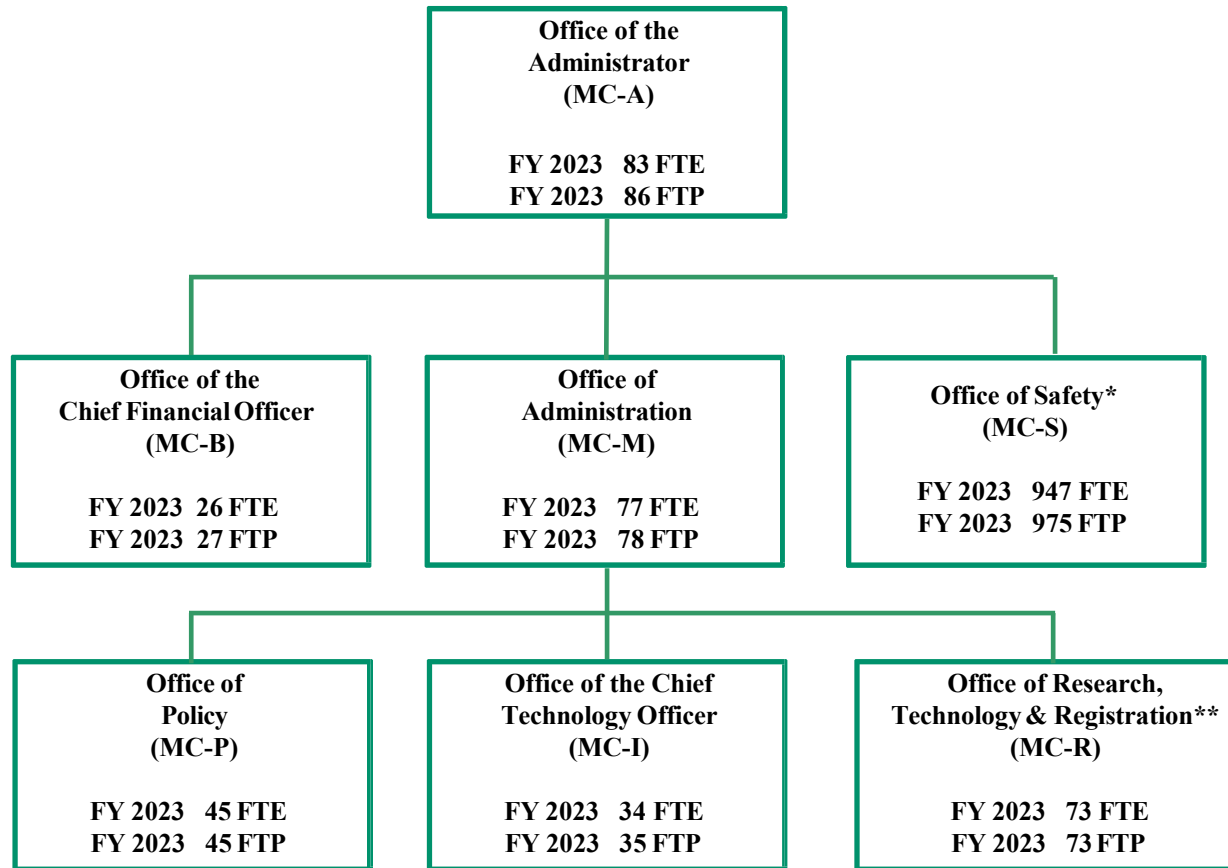 Office of the
Administrator
(MC-A)
FY 2023 83 FTE
FY 2023 86 FTP
Office of the
Chief Financial Officer
(MC-B)
FY 2023 26 FTE
FY 2023 27 FTP
Office of
Administration
(MC-M)
FY 2023 77 FTE
FY 2023 78 FTP
Office of Safety*
(MC-S)
FY 2023 947 FTE
FY 2023 975 FTP
Office of
Policy
(MC-P)
FY 2023 45 FTE
FY 2023 45 FTP
Office of the Chief
Technology Officer
(MC-I)
FY 2023 34 FTE
FY 2023 35 FTP
Office of Research,
Technology & Registration**
(MC-R)
FY 2023 73 FTE
FY 2023 73 FTP